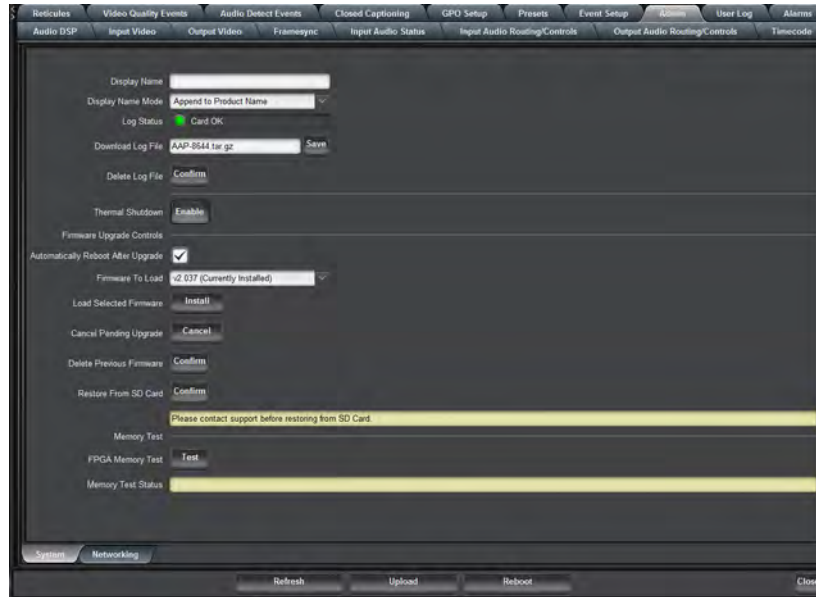 Reticules Video Quality Events Audio Detect Events Closed Captioning GPO Setup Presets Event Setup Admin User Log Alarms
Audio DSP Input Video Output Video Framesync Input Audio Status Input Audio Routing/Controls Output Audio Routing/Controls Timecode
Display Name
Display Name Mode Append to Product Name
Log Status Card OK
Download Log File AAP-8644.tar.gz Save
Delete Log File Confirm
Thermal Shutdown Enable
Firmware Upgrade Controls
Automatically Reboot After Upgrade
Firmware To Load v2.037 (Currently Installed)
Load Selected Firmware Install
Cancel Pending Upgrade Cancel
Delete Previous Firmware Confirm
Restore From SD Card Confirm
Please contact support before restoring from SD Card.
Memory Test
FPGA Memory Test Test
Memory Test Status
System Networking
Refresh Upload Reboot Close